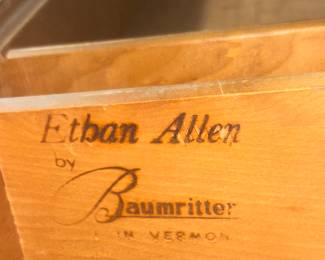 Ethan Allen
by
Baumritter
IN VERMON